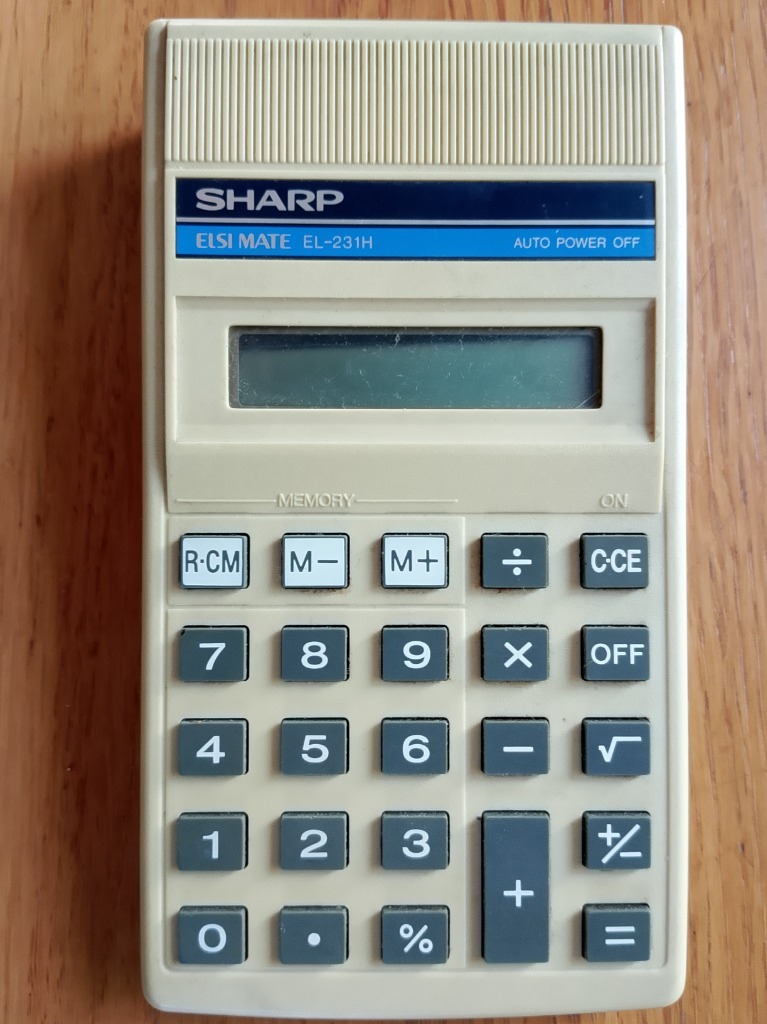 SHARP
ELSI MATE EL-231H AUTO POWER OFF
MEMORY ON
R·CM M− M+ ÷ C·CE
7 8 9 × OFF
4 5 6 − √
1 2 3 + +/−
0 . % =